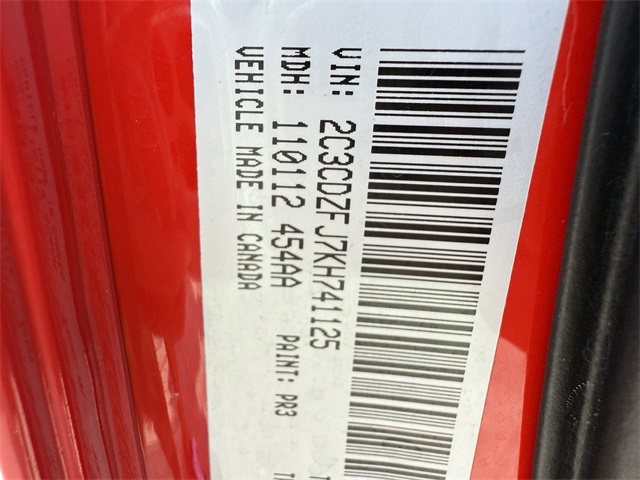 VIN: 2C3CDZFJ7KH741125
MDH: 110112 454AA PAINT: PR3
VEHICLE MADE IN CANADA